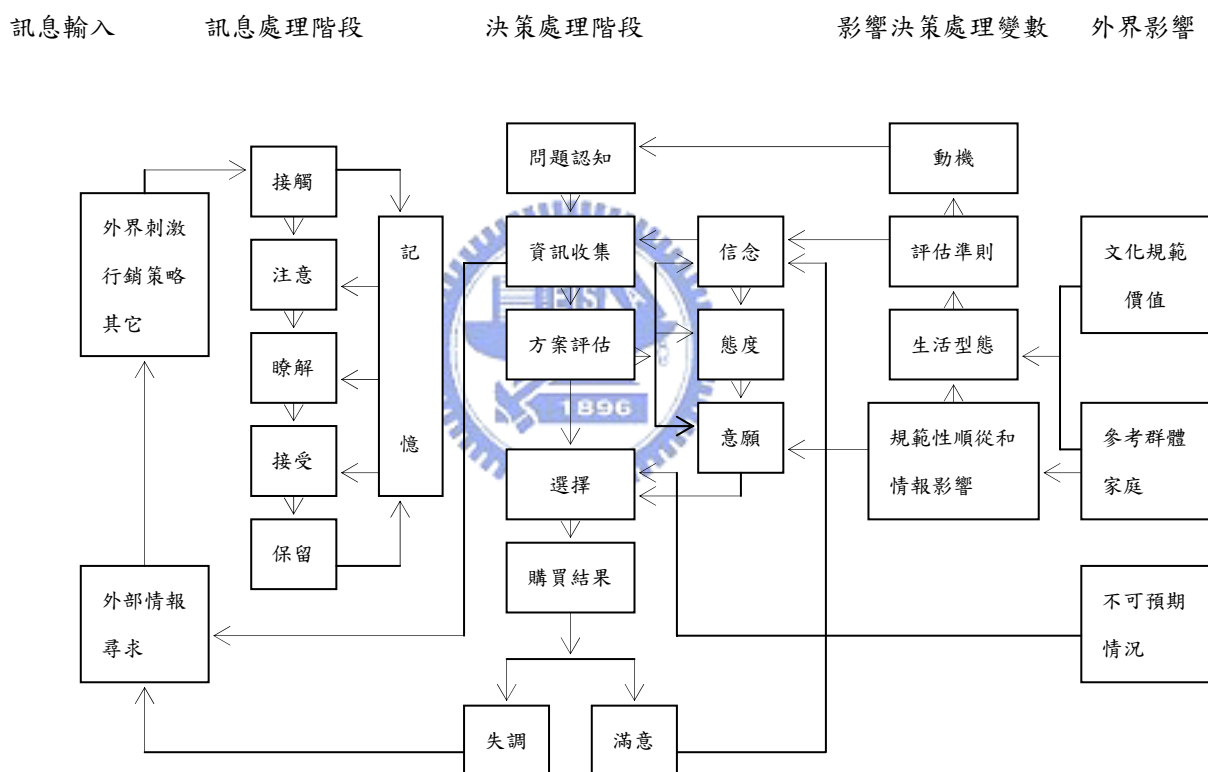 訊息輸入 訊息處理階段 決策處理階段 影響決策處理變數 外界影響
外界刺激
行銷策略
其它
外部情報
尋求
接觸
注意
瞭解
接受
保留
記
憶
問題認知
資訊收集
方案評估
選擇
購買結果
失調
滿意
信念
態度
意願
動機
評估準則
生活型態
規範性順從和
情報影響
文化規範
價值
參考群體
家庭
不可預期
情況
1896